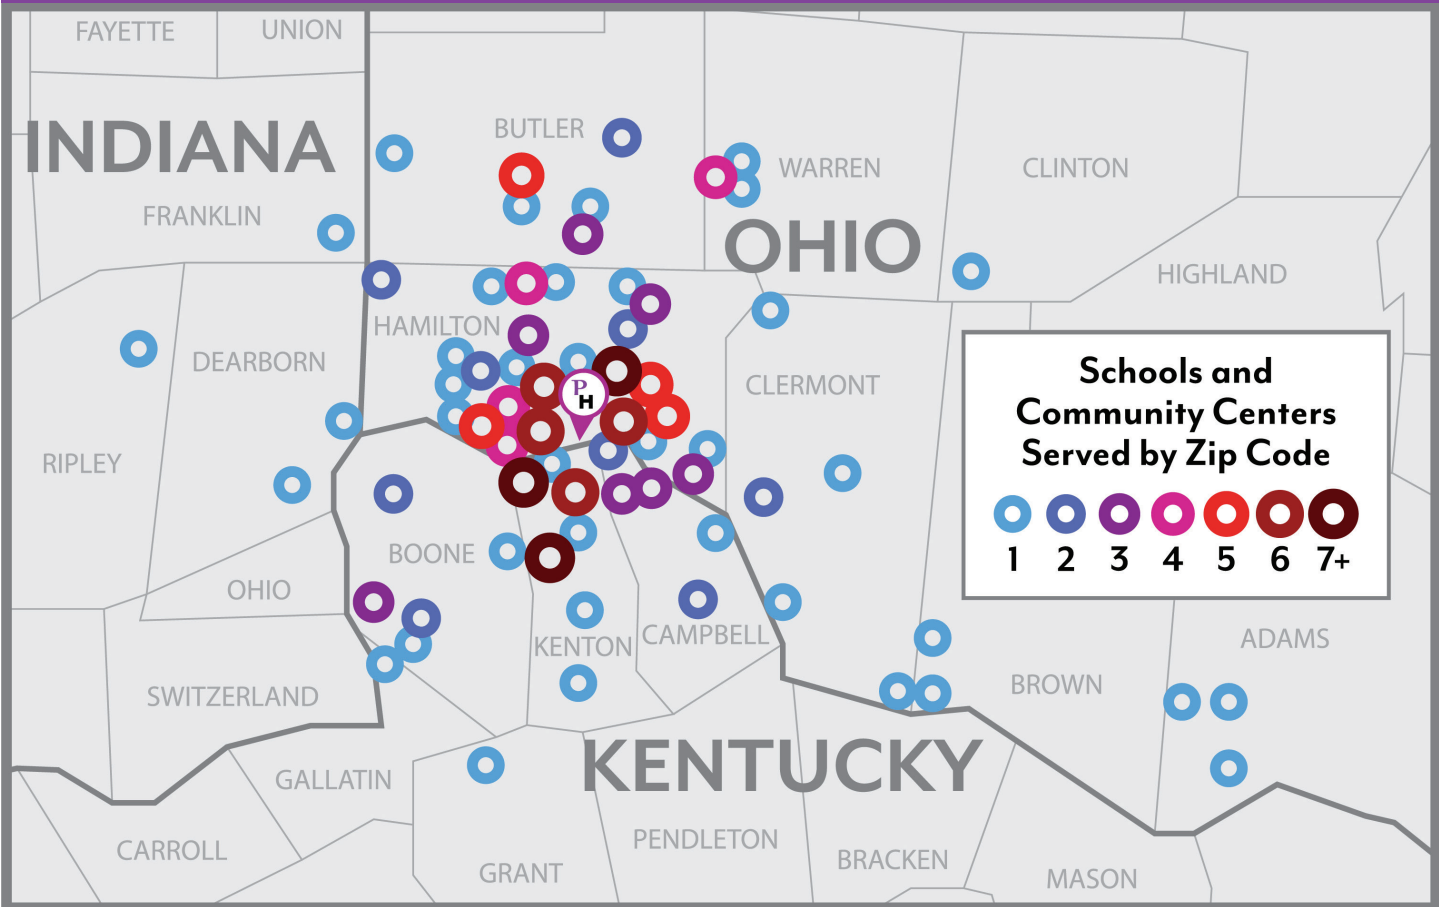 FAYETTE
UNION
INDIANA
BUTLER
WARREN
CLINTON
FRANKLIN
OHIO
HIGHLAND
HAMILTON
DEARBORN
CLERMONT
PH
RIPLEY
Schools and
Community Centers
Served by Zip Code
1 2 3 4 5 6 7+
BOONE
OHIO
KENTON
CAMPBELL
ADAMS
SWITZERLAND
BROWN
KENTUCKY
GALLATIN
CARROLL
PENDLETON
BRACKEN
GRANT
MASON